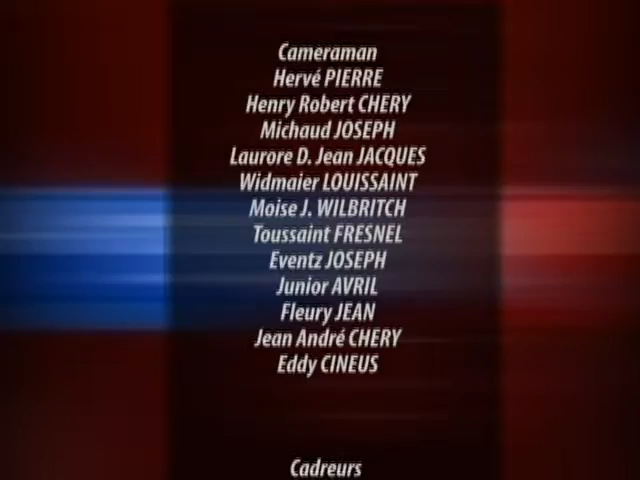 Cameraman
Hervé PIERRE
Henry Robert CHERY
Michaud JOSEPH
Laurore D. Jean JACQUES
Widmaier LOUISSAINT
Moise J. WILBRITCH
Toussaint FRESNEL
Eventz JOSEPH
Junior AVRIL
Fleury JEAN
Jean André CHERY
Eddy CINEUS
Cadreurs